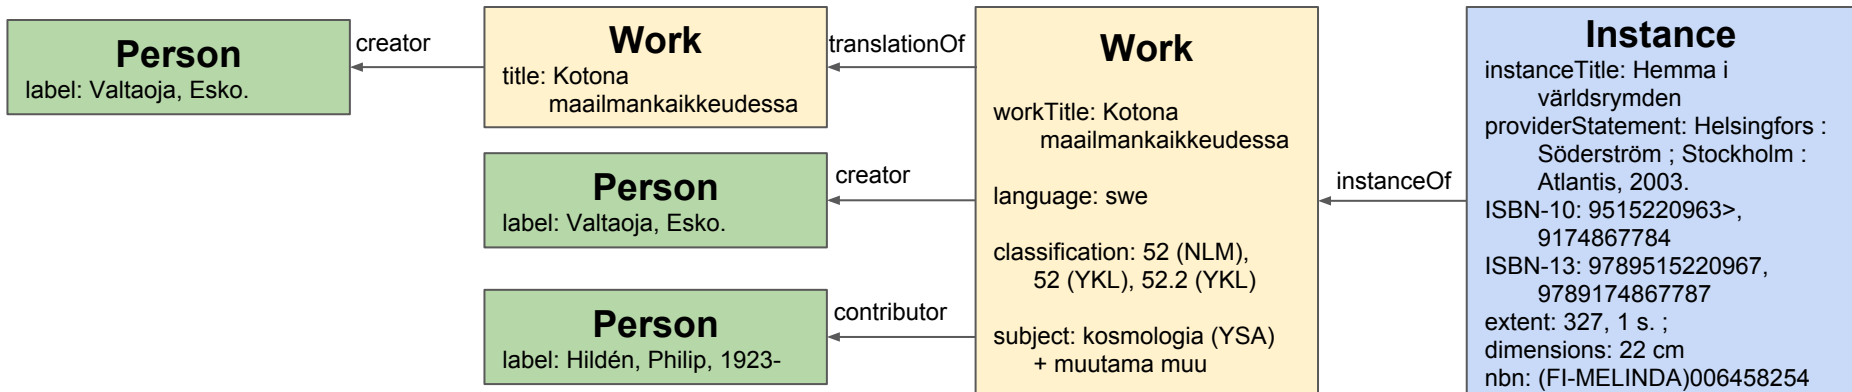 Person
label: Valtaoja, Esko.
creator
Work
title: Kotona
maailmankaikkeudessa
translationOf
Person
label: Valtaoja, Esko.
creator
Person
label: Hildén, Philip, 1923-
contributor
Work
workTitle: Kotona
maailmankaikkeudessa
language: swe
classification: 52 (NLM),
52 (YKL), 52.2 (YKL)
subject: kosmologia (YSA)
+ muutama muu
instanceOf
Instance
instanceTitle: Hemma i
världsrymden
providerStatement: Helsingfors :
Söderström ; Stockholm :
Atlantis, 2003.
ISBN-10: 9515220963>,
9174867784
ISBN-13: 9789515220967,
9789174867787
extent: 327, 1 s. ;
dimensions: 22 cm
nbn: (FI-MELINDA)006458254